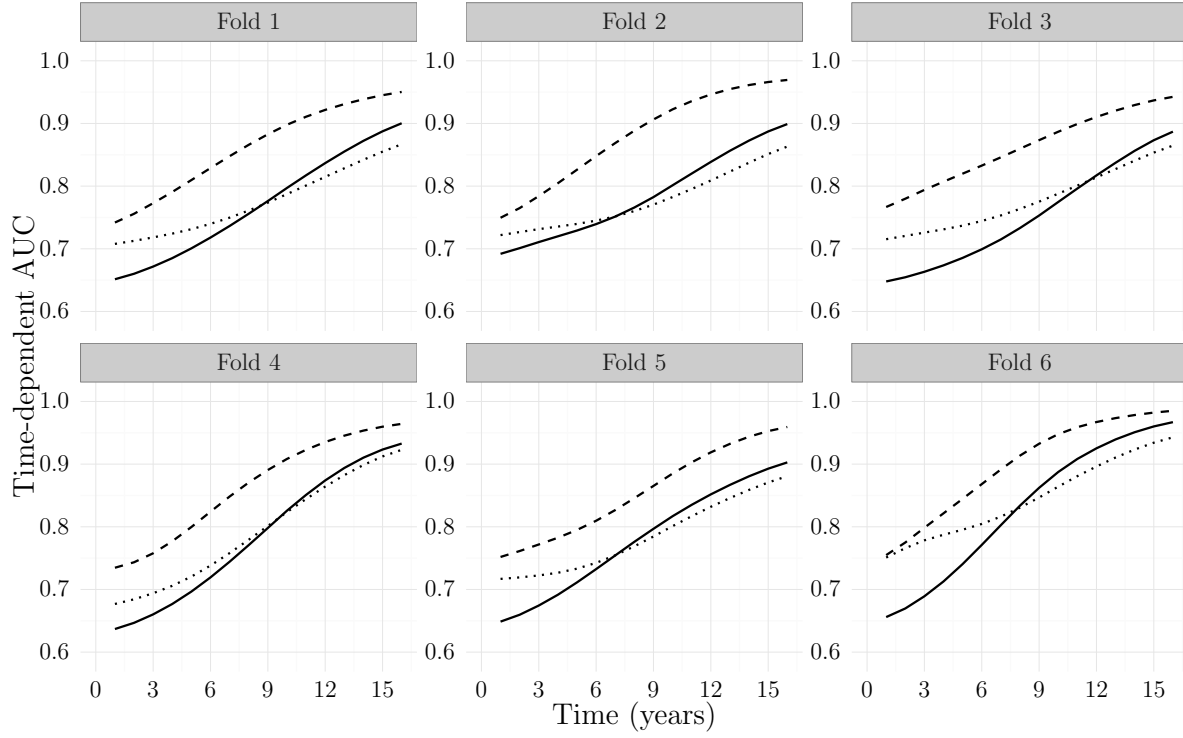 Fold 1 Fold 2 Fold 3
1.0 1.0 1.0
0.9 0.9 0.9
0.8 0.8 0.8
0.7 0.7 0.7
0.6 0.6 0.6
Time-dependent AUC
Fold 4 Fold 5 Fold 6
1.0 1.0 1.0
0.9 0.9 0.9
0.8 0.8 0.8
0.7 0.7 0.7
0.6 0.6 0.6
0 3 6 9 12 15 0 3 6 9 12 15 0 3 6 9 12 15
Time (years)